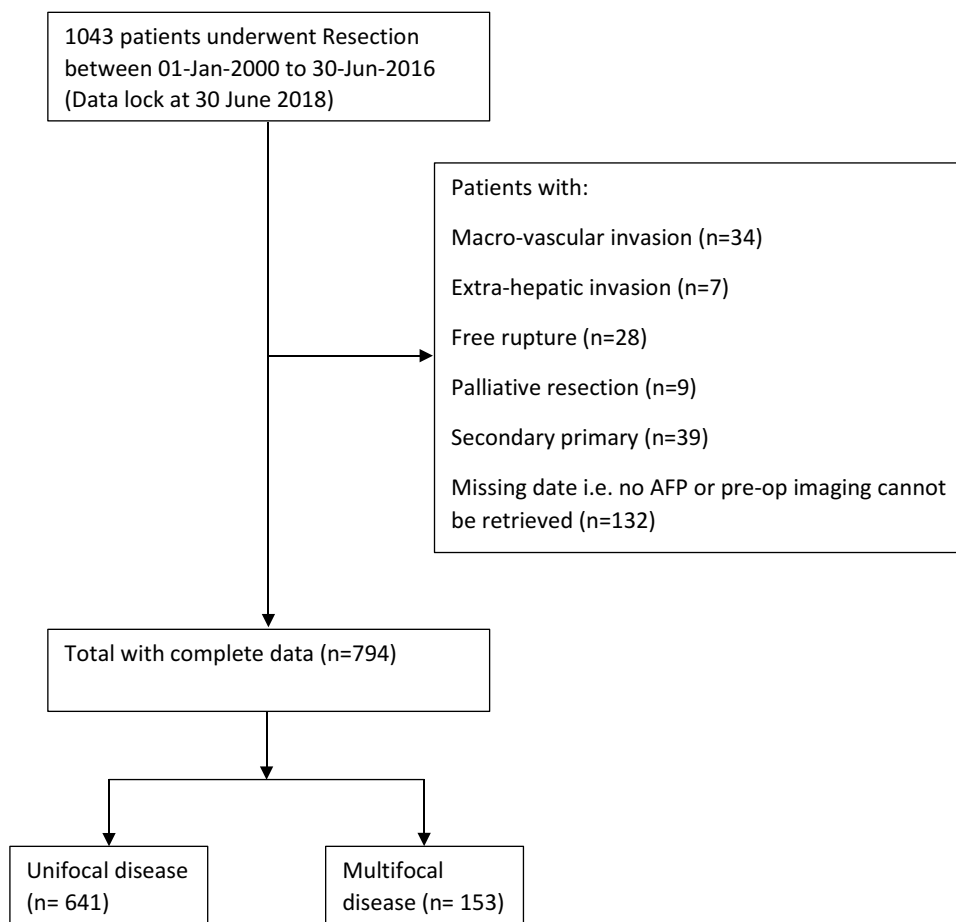 1043 patients underwent Resection
between 01-Jan-2000 to 30-Jun-2016
(Data lock at 30 June 2018)
Patients with:
Macro-vascular invasion (n=34)
Extra-hepatic invasion (n=7)
Free rupture (n=28)
Palliative resection (n=9)
Secondary primary (n=39)
Missing date i.e. no AFP or pre-op imaging cannot
be retrieved (n=132)
Total with complete data (n=794)
Unifocal disease
(n= 641)
Multifocal
disease (n= 153)